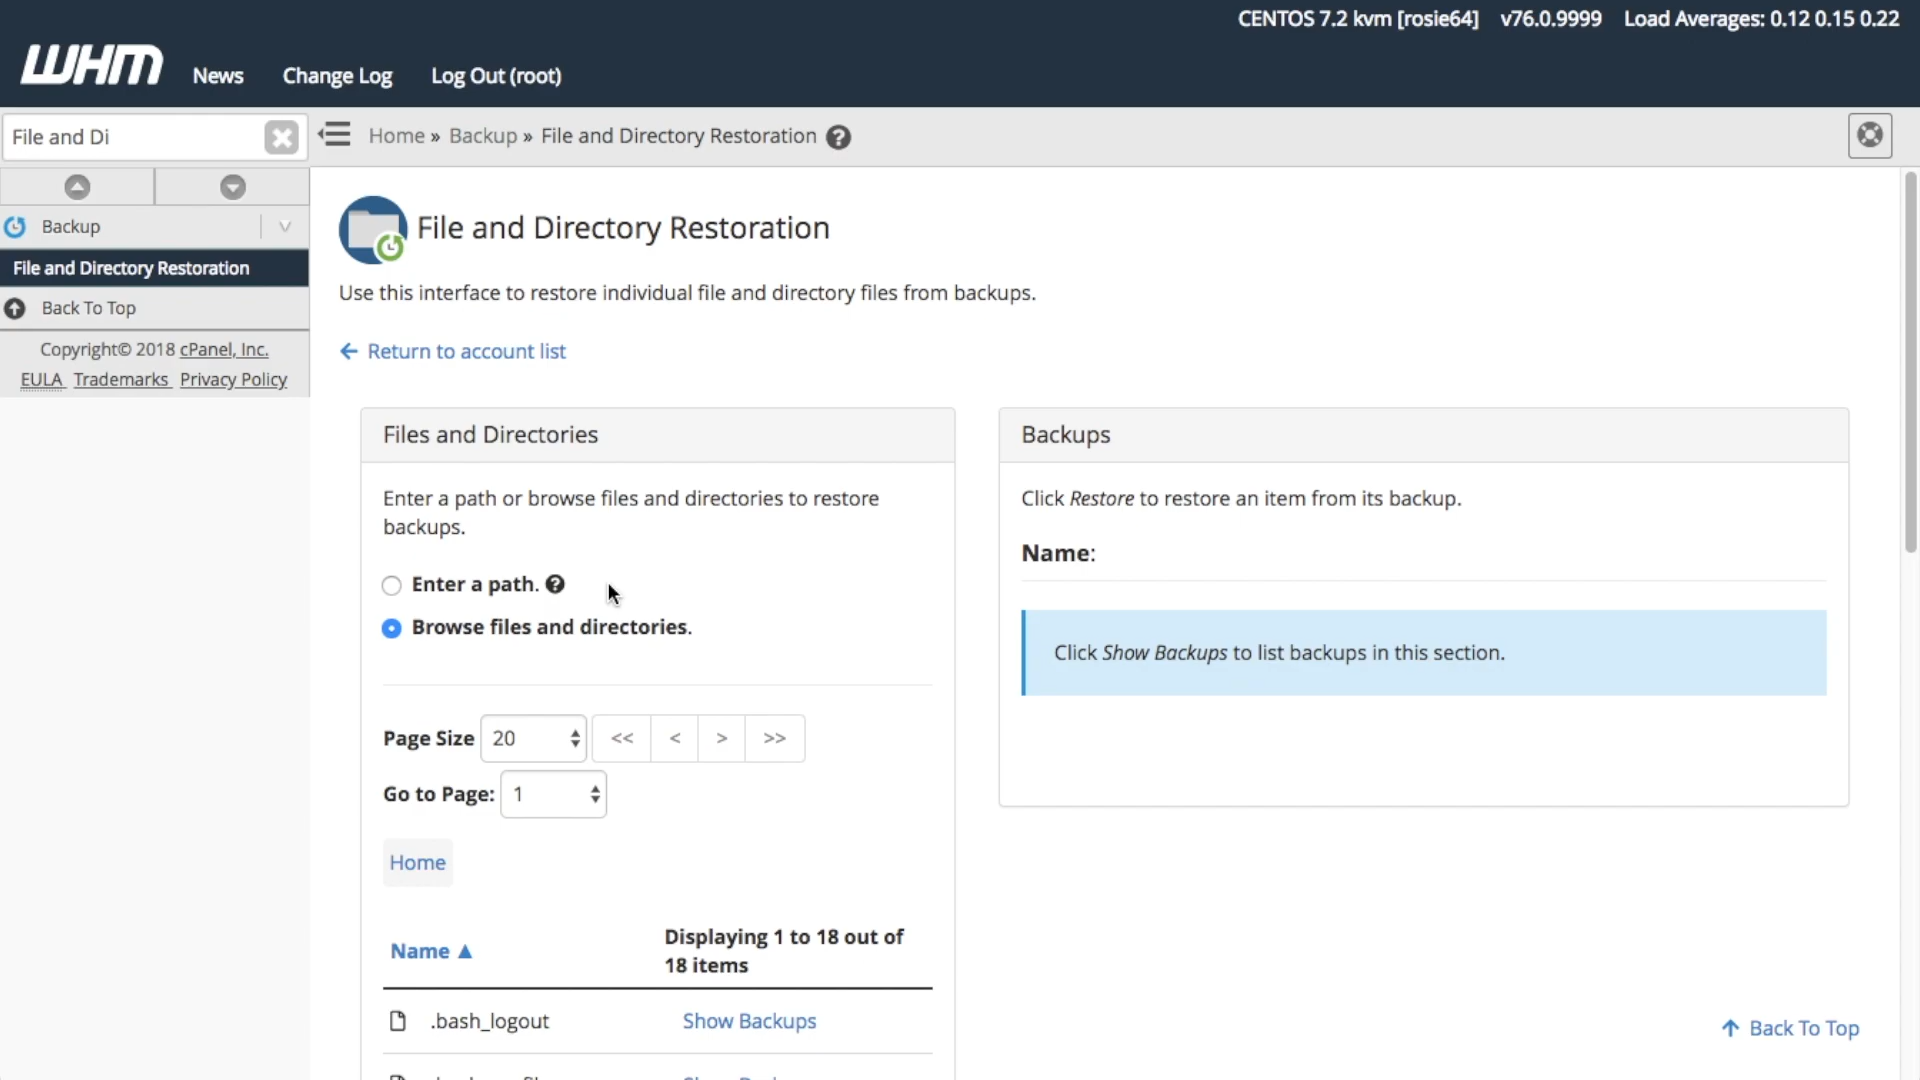 CENTOS 7.2 kvm [rosie64] v76.0.9999 Load Averages: 0.12 0.15 0.22
WHM News Change Log Log Out (root)
File and Di
Home » Backup » File and Directory Restoration ?
Backup
File and Directory Restoration
Back To Top
Copyright© 2018 cPanel, Inc.
EULA Trademarks Privacy Policy
File and Directory Restoration
Use this interface to restore individual file and directory files from backups.
← Return to account list
Files and Directories
Enter a path or browse files and directories to restore
backups.
Enter a path. ?
Browse files and directories.
Page Size 20 << < > >>
Go to Page: 1
Home
Name ▲
Displaying 1 to 18 out of
18 items
.bash_logout Show Backups
Backups
Click Restore to restore an item from its backup.
Name:
Click Show Backups to list backups in this section.
↑ Back To Top